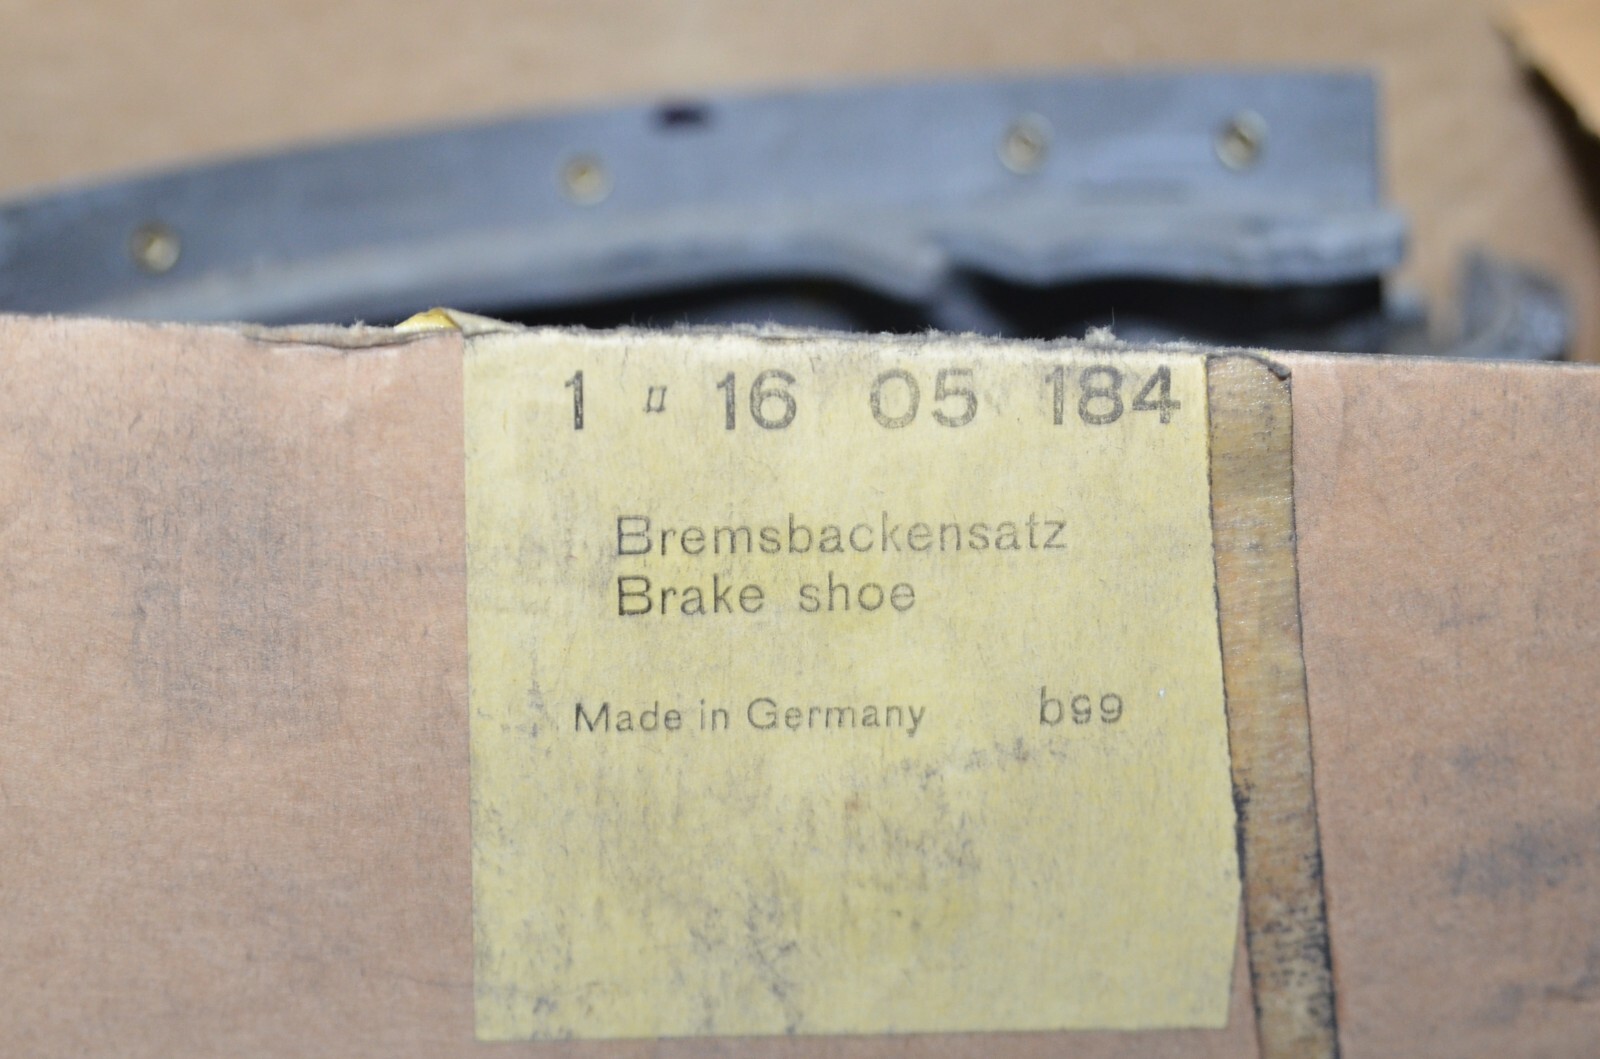 1 ¤ 16 05 184
Bremsbackensatz
Brake shoe
Made in Germany b99